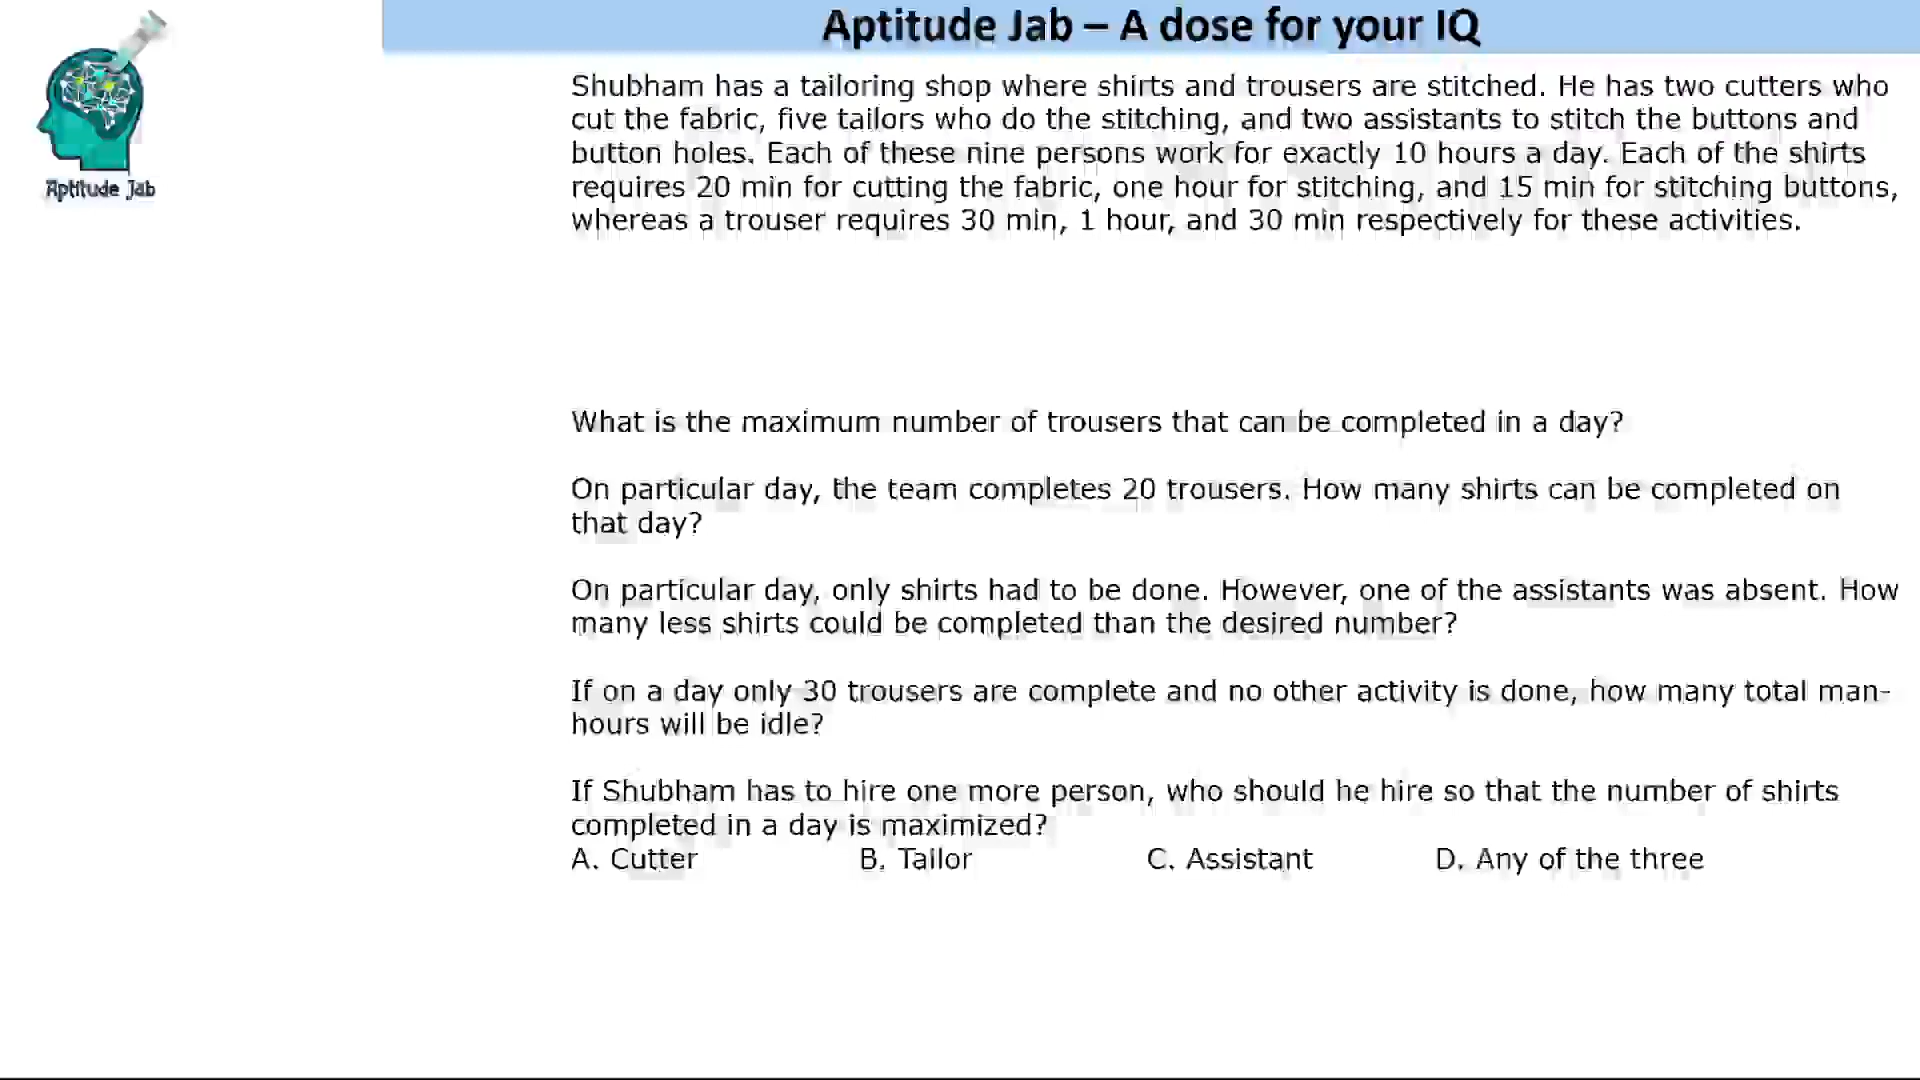 Aptitude Jab – A dose for your IQ
Aptitude Jab
Shubham has a tailoring shop where shirts and trousers are stitched. He has two cutters who
cut the fabric, five tailors who do the stitching, and two assistants to stitch the buttons and
button holes. Each of these nine persons work for exactly 10 hours a day. Each of the shirts
requires 20 min for cutting the fabric, one hour for stitching, and 15 min for stitching buttons,
whereas a trouser requires 30 min, 1 hour, and 30 min respectively for these activities.
What is the maximum number of trousers that can be completed in a day?
On particular day, the team completes 20 trousers. How many shirts can be completed on
that day?
On particular day, only shirts had to be done. However, one of the assistants was absent. How
many less shirts could be completed than the desired number?
If on a day only 30 trousers are complete and no other activity is done, how many total man-
hours will be idle?
If Shubham has to hire one more person, who should he hire so that the number of shirts
completed in a day is maximized?
A. Cutter B. Tailor C. Assistant D. Any of the three